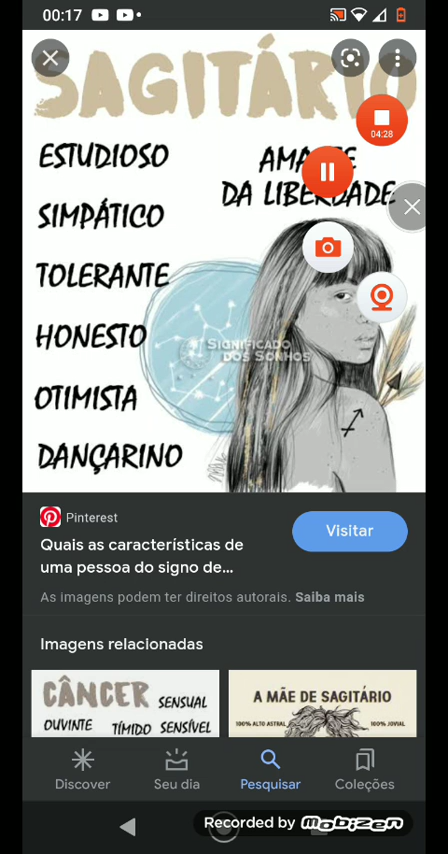 00:17
SAGITÁRIO
04:28
ESTUDIOSO
SIMPÁTICO
TOLERANTE
HONESTO
OTIMISTA
DANÇARINO
DA LIBERDADE
SIGNIFICADO
DOS SONHOS
Pinterest
Quais as características de
uma pessoa do signo de...
Visitar
As imagens podem ter direitos autorais. Saiba mais
Imagens relacionadas
CÂNCER
SENSUAL
OUVINTE
TÍMIDO
SENSÍVEL
A MÃE DE SAGITÁRIO
100% ALTO ASTRAL
100% JOVIAL
Discover
Seu dia
Pesquisar
Coleções
Recorded by mobizen